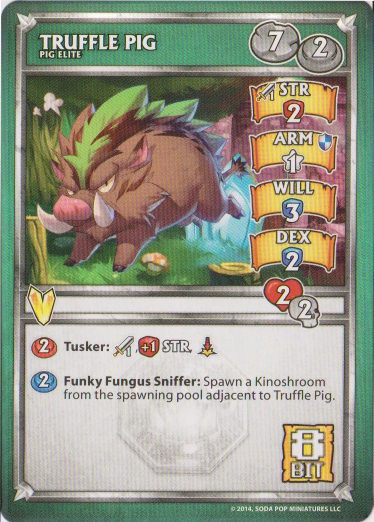 TRUFFLE PIG
PIG ELITE
7 2
STR
2
ARM
1
WILL
3
DEX
2
2 2
2 Tusker: +1 STR
2 Funky Fungus Sniffer: Spawn a Kinoshroom
from the spawning pool adjacent to Truffle Pig.
8
BIT
© 2014, SODA POP MINIATURES LLC